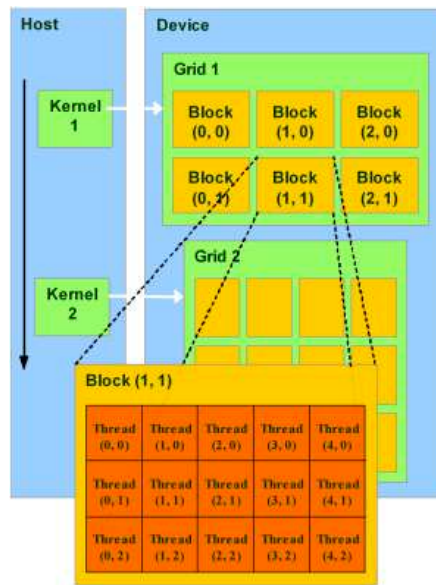 Host
Device
Grid 1
Kernel
1
Block
(0, 0)
Block
(1, 0)
Block
(2, 0)
Block
(0, 1)
Block
(1, 1)
Block
(2, 1)
Grid 2
Kernel
2
Block (1, 1)
Thread
(0, 0)
Thread
(1, 0)
Thread
(2, 0)
Thread
(3, 0)
Thread
(4, 0)
Thread
(0, 1)
Thread
(1, 1)
Thread
(2, 1)
Thread
(3, 1)
Thread
(4, 1)
Thread
(0, 2)
Thread
(1, 2)
Thread
(2, 2)
Thread
(3, 2)
Thread
(4, 2)